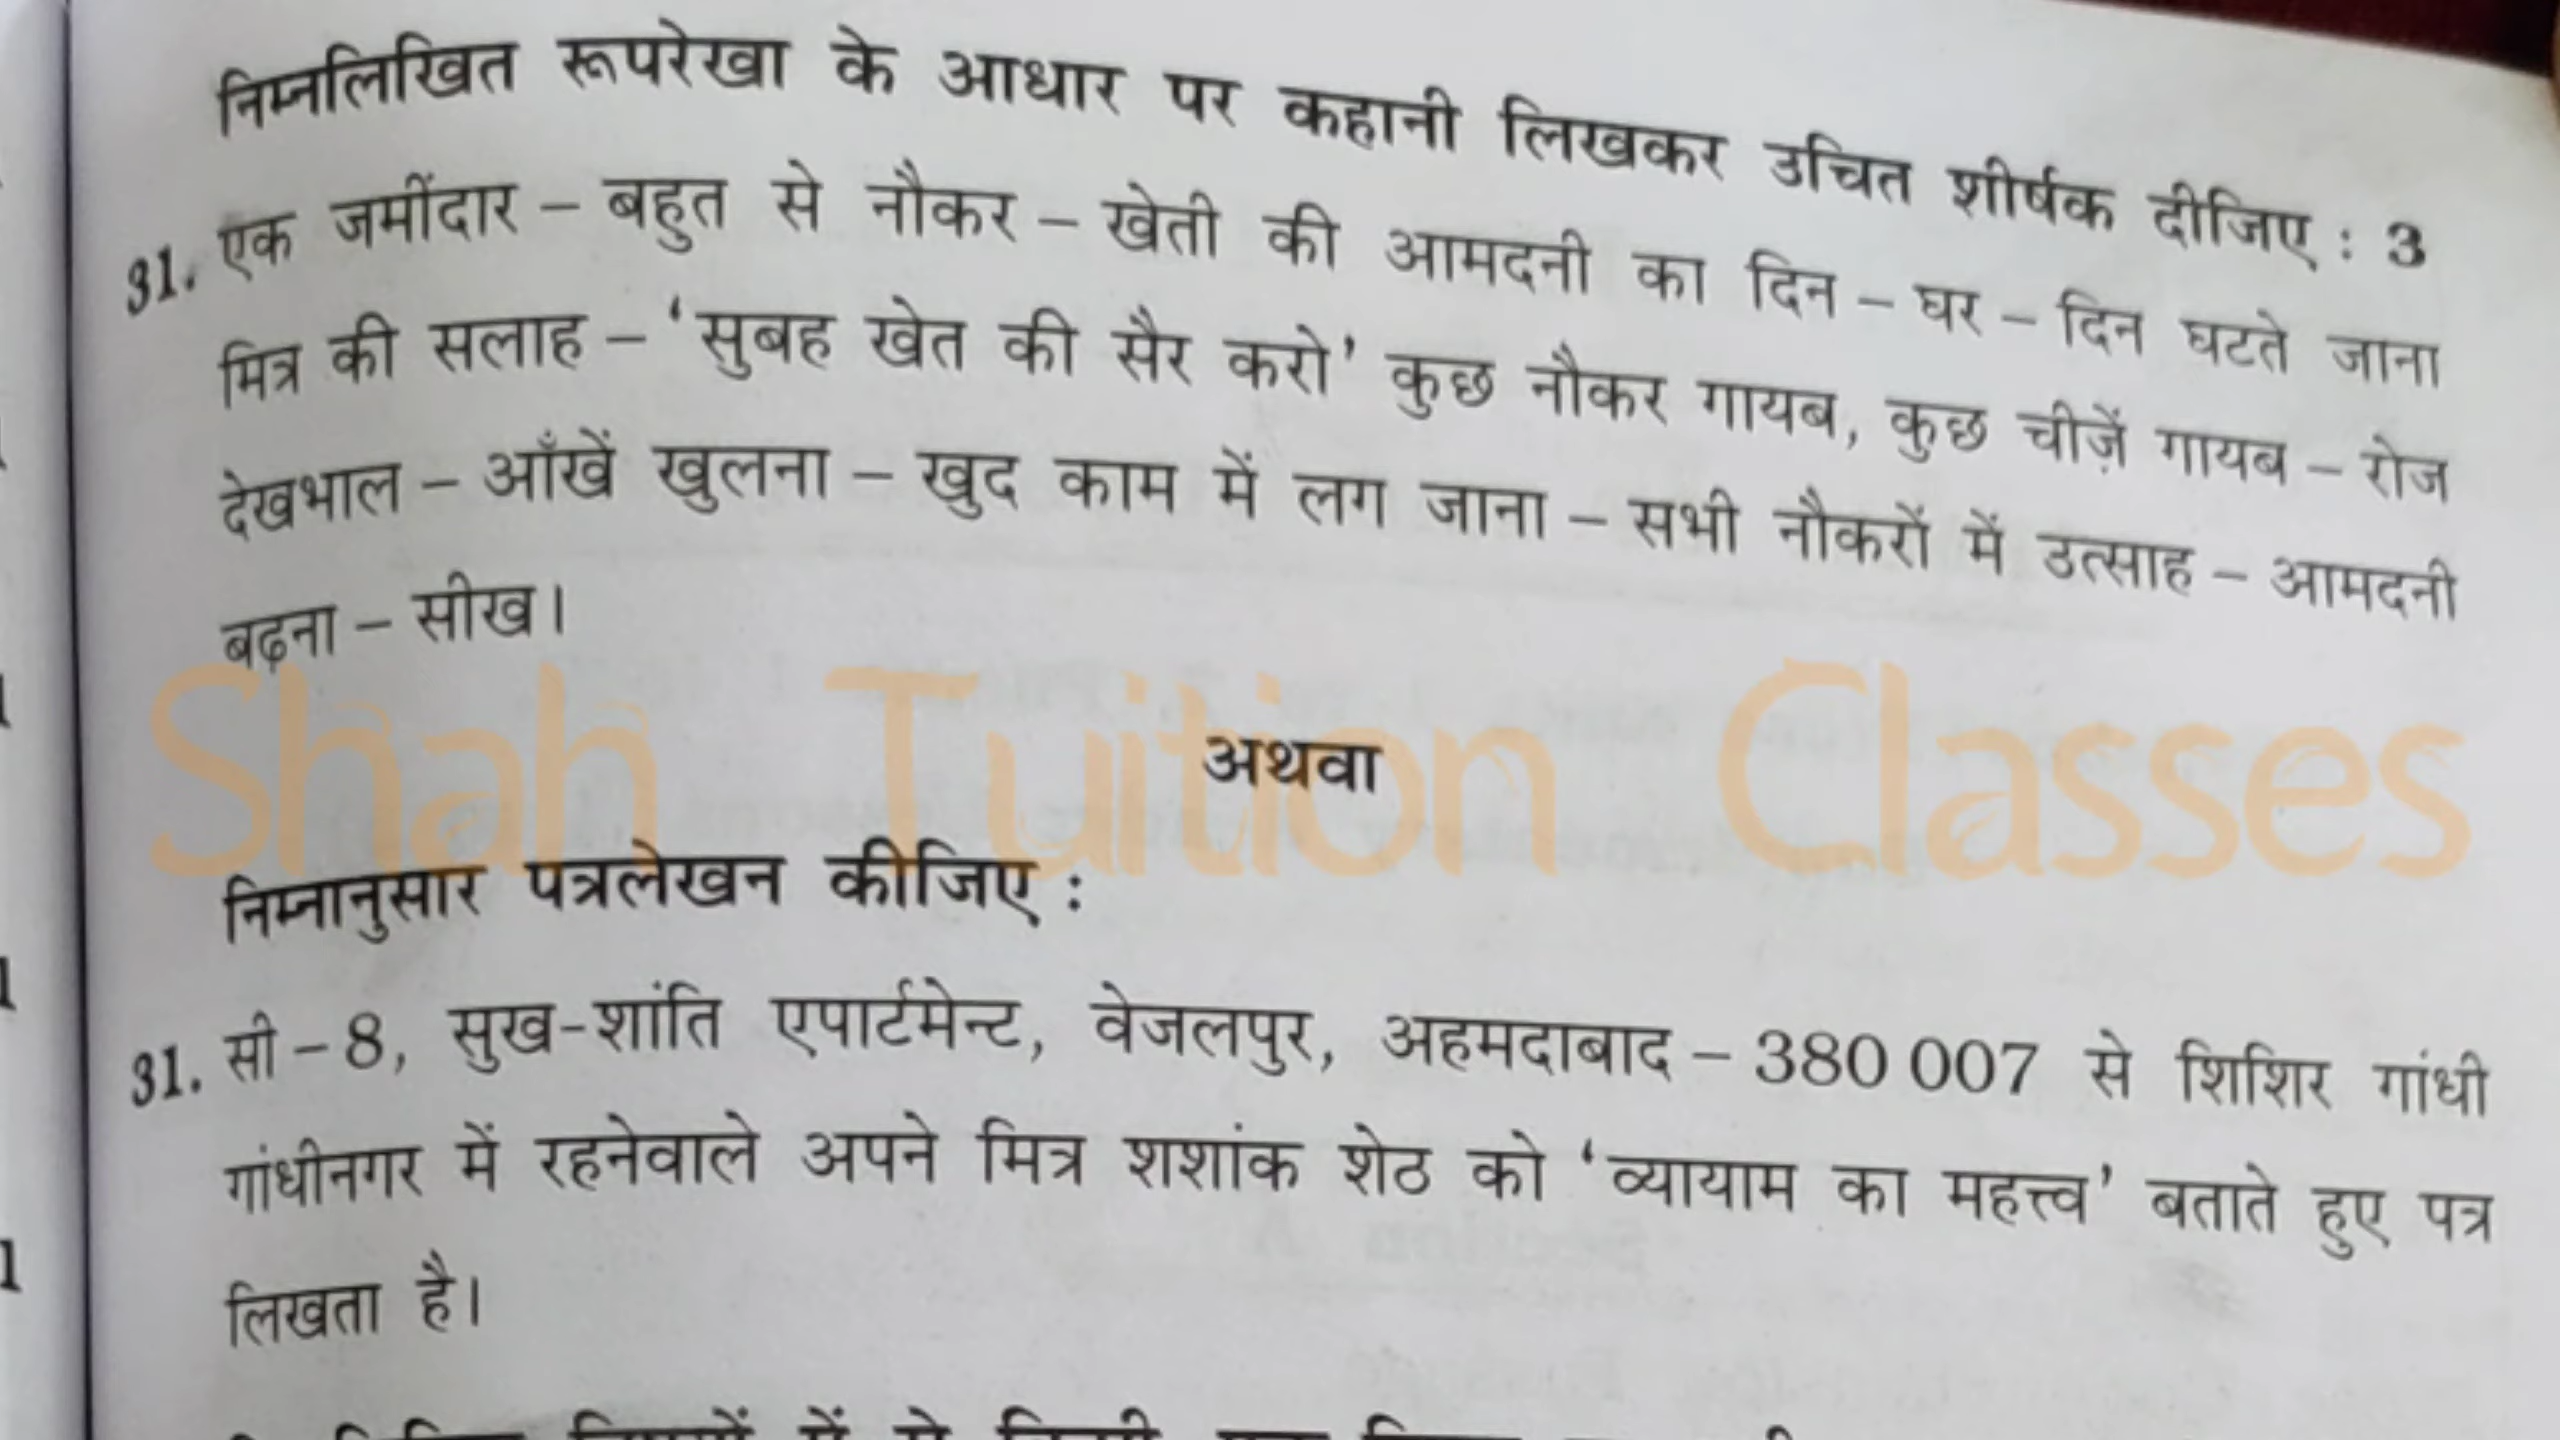 निम्नलिखित रूपरेखा के आधार पर कहानी लिखकर उचित शीर्षक दीजिए : 3
31. एक जमींदार – बहुत से नौकर – खेती की आमदनी का दिन – घर – दिन घटते जाना
मित्र की सलाह – ‘सुबह खेत की सैर करो’ कुछ नौकर गायब, कुछ चीज़ें गायब – रोज
देखभाल – आँखें खुलना – खुद काम में लग जाना – सभी नौकरों में उत्साह – आमदनी
बढ़ना – सीख।
Shah Tuition Classes
अथवा
निम्नानुसार पत्रलेखन कीजिए :
31. सी – 8, सुख-शांति एपार्टमेन्ट, वेजलपुर, अहमदाबाद – 380 007 से शिशिर गांधी
गांधीनगर में रहनेवाले अपने मित्र शशांक शेठ को ‘व्यायाम का महत्त्व’ बताते हुए पत्र
लिखता है।